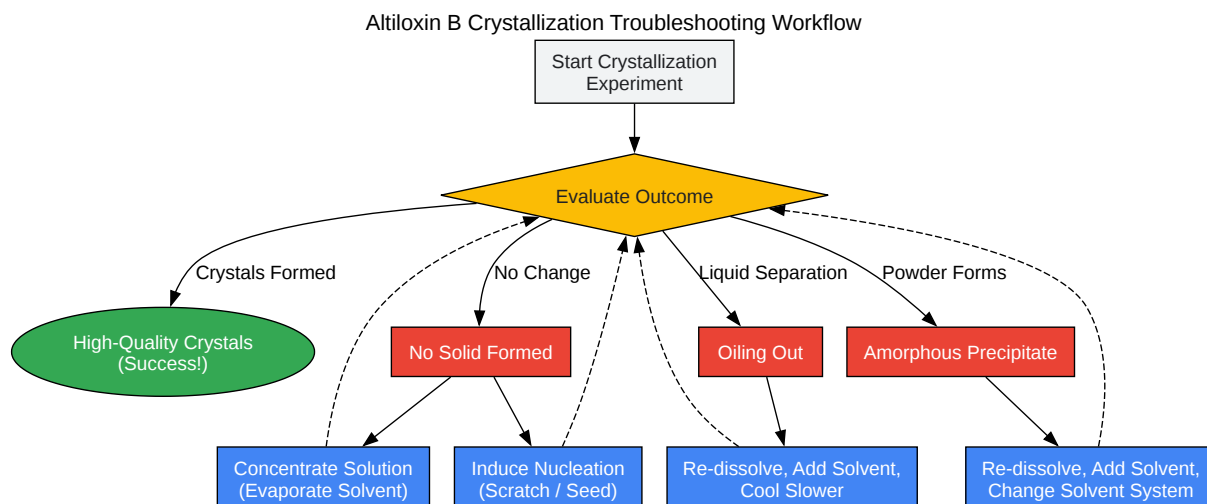 Altiloxin B Crystallization Troubleshooting Workflow
Start Crystallization
Experiment
Evaluate Outcome
Crystals Formed
No Change
Liquid Separation
Powder Forms
High-Quality Crystals
(Success!)
No Solid Formed
Oiling Out
Amorphous Precipitate
Concentrate Solution
(Evaporate Solvent)
Induce Nucleation
(Scratch / Seed)
Re-dissolve, Add Solvent,
Cool Slower
Re-dissolve, Add Solvent,
Change Solvent System